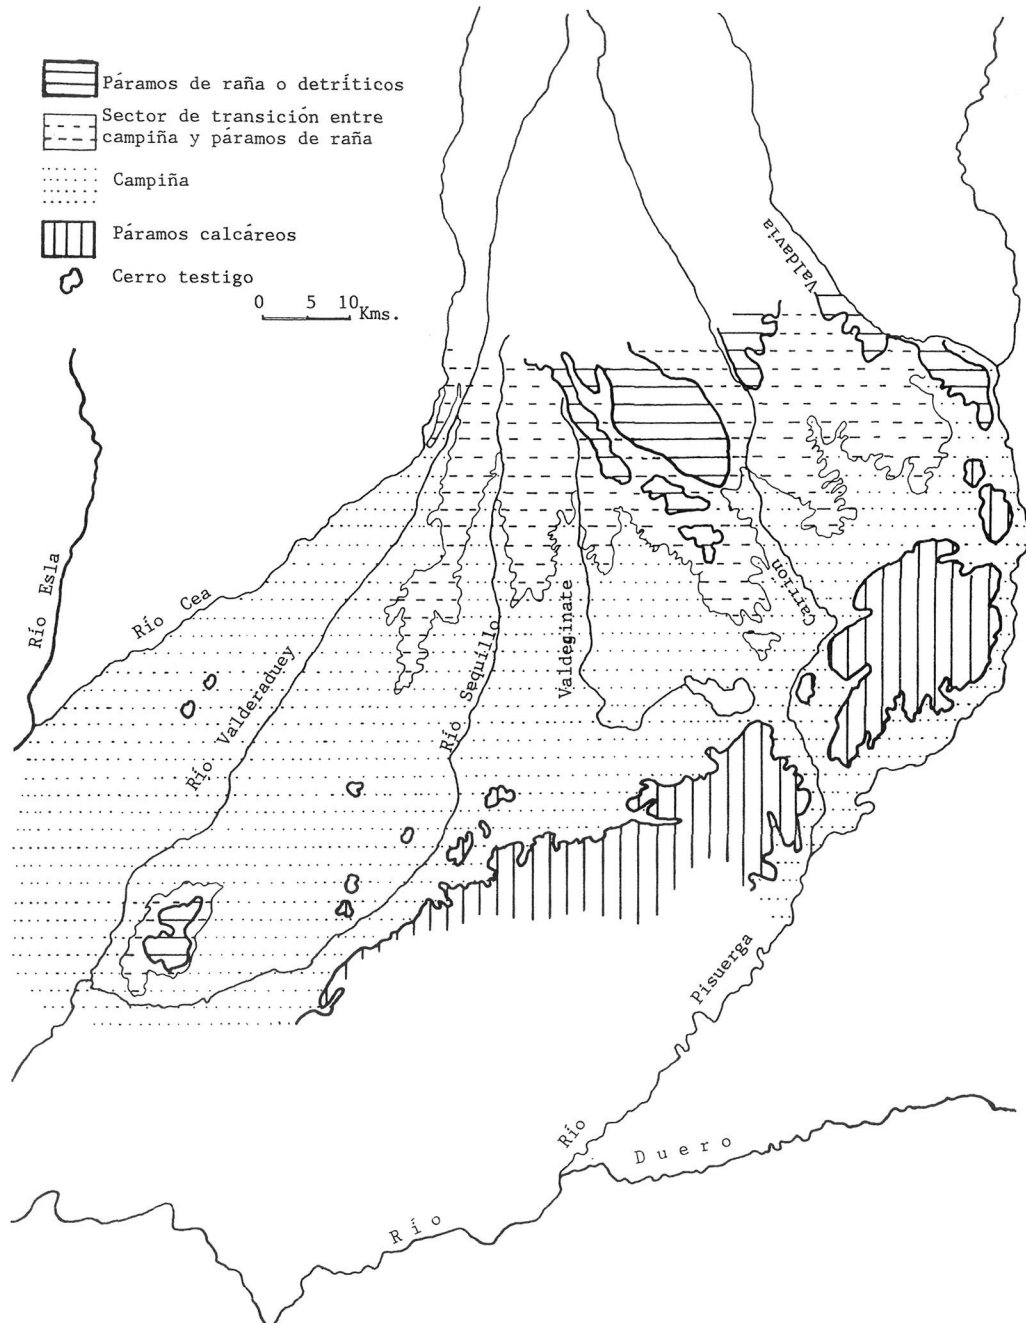 Páramos de raña o detríticos
Sector de transición entre
campiña y páramos de raña
Campiña
Páramos calcáreos
Cerro testigo
0 5 10 Kms.
Valdavia
Río Esla
Río Cea
Río Valderaduey
Río Sequillo
Valdeginate
Carrión
Río Pisuerga
Río Duero